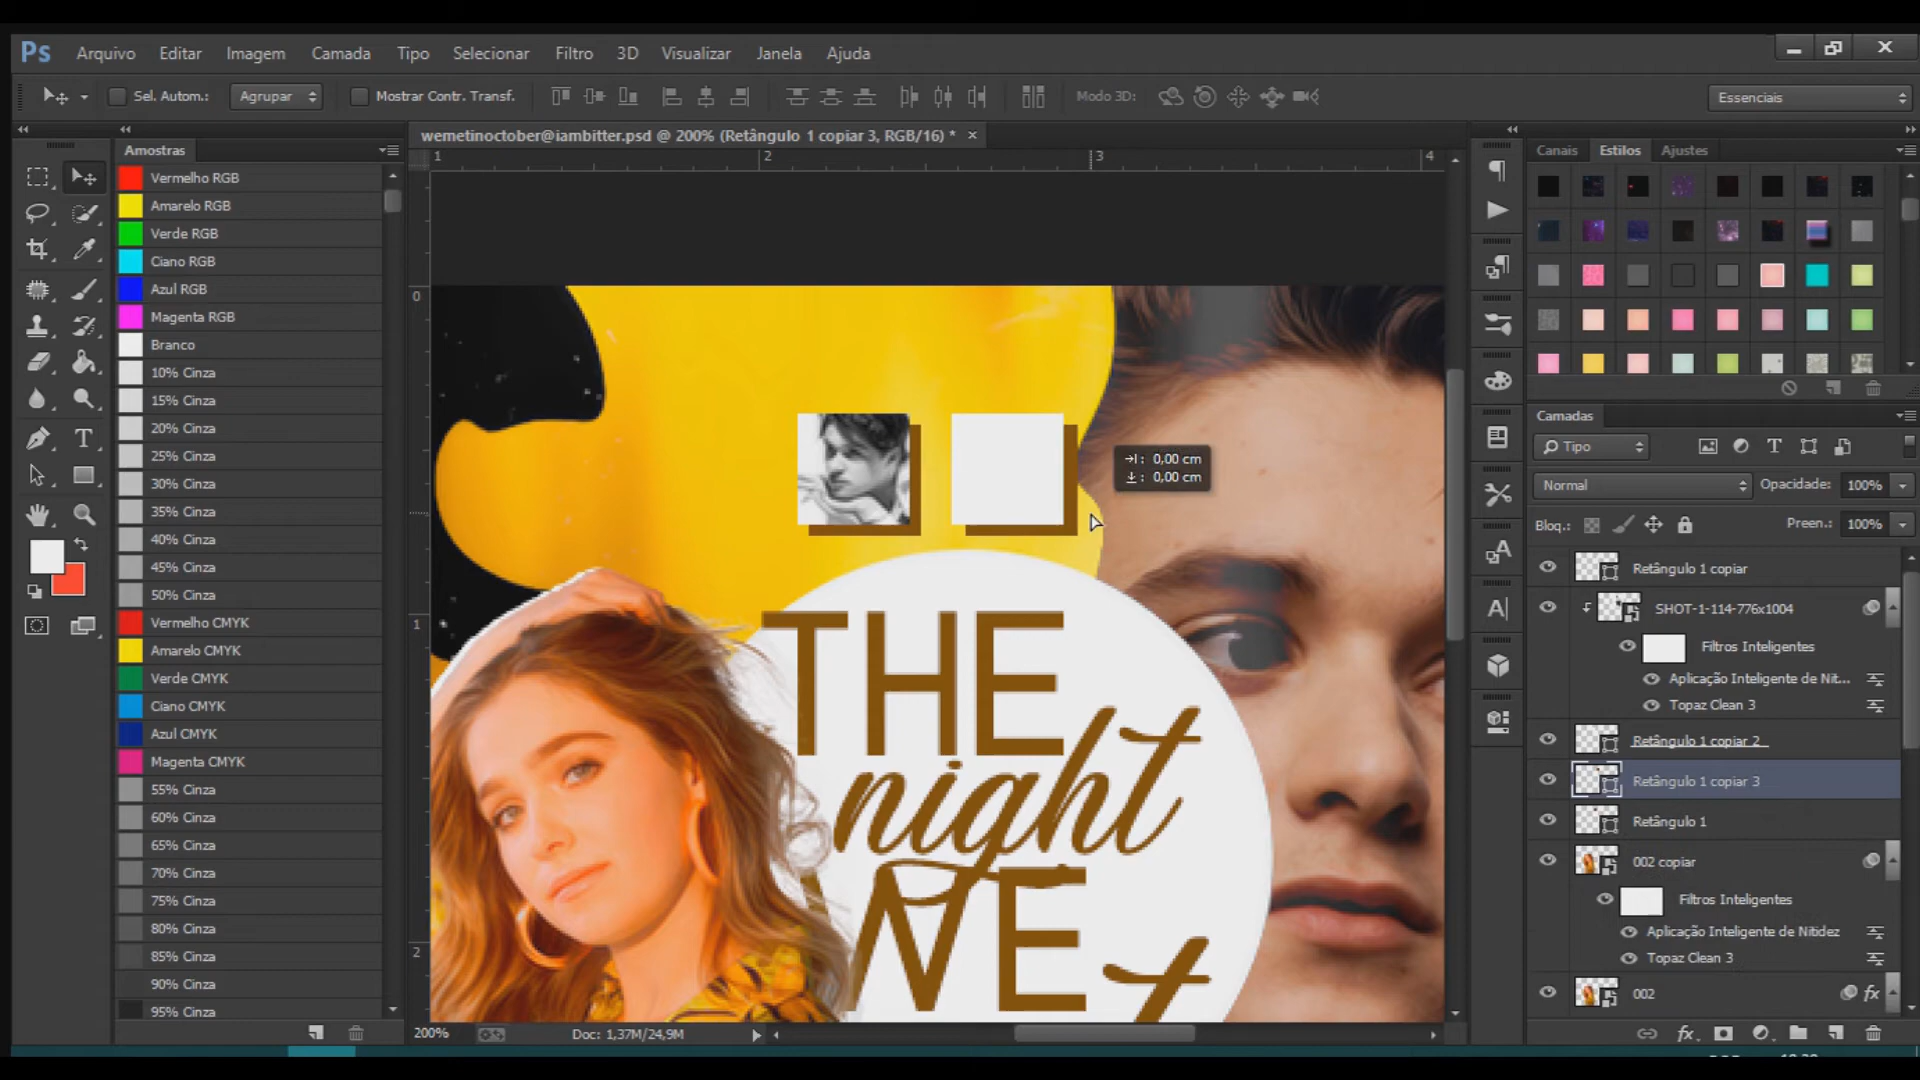 Ps Arquivo Editar Imagem Camada Tipo Selecionar Filtro 3D Visualizar Janela Ajuda
Sel. Autom.: Agrupar Mostrar Contr. Transf. Modo 3D: Essenciais
wemetinoctober@iambitter.psd @ 200% (Retângulo 1 copiar 3, RGB/16) *
Amostras
Vermelho RGB
Amarelo RGB
Verde RGB
Ciano RGB
Azul RGB
Magenta RGB
Branco
10% Cinza
15% Cinza
20% Cinza
25% Cinza
30% Cinza
35% Cinza
40% Cinza
45% Cinza
50% Cinza
Vermelho CMYK
Amarelo CMYK
Verde CMYK
Ciano CMYK
Azul CMYK
Magenta CMYK
55% Cinza
60% Cinza
65% Cinza
70% Cinza
75% Cinza
80% Cinza
85% Cinza
90% Cinza
95% Cinza
1 2 3 4
0
1
2
0,00 cm
0,00 cm
THE
night
WE
200% Doc: 1,37M/24,9M
Canais Estilos Ajustes
Camadas
Tipo
Normal Opacidade: 100%
Bloq.: Preen.: 100%
Retângulo 1 copiar
SHOT-1-114-776x1004
Filtros Inteligentes
Aplicação Inteligente de Nit...
Topaz Clean 3
Retângulo 1 copiar 2
Retângulo 1 copiar 3
Retângulo 1
002 copiar
Filtros Inteligentes
Aplicação Inteligente de Nitidez
Topaz Clean 3
002 fx